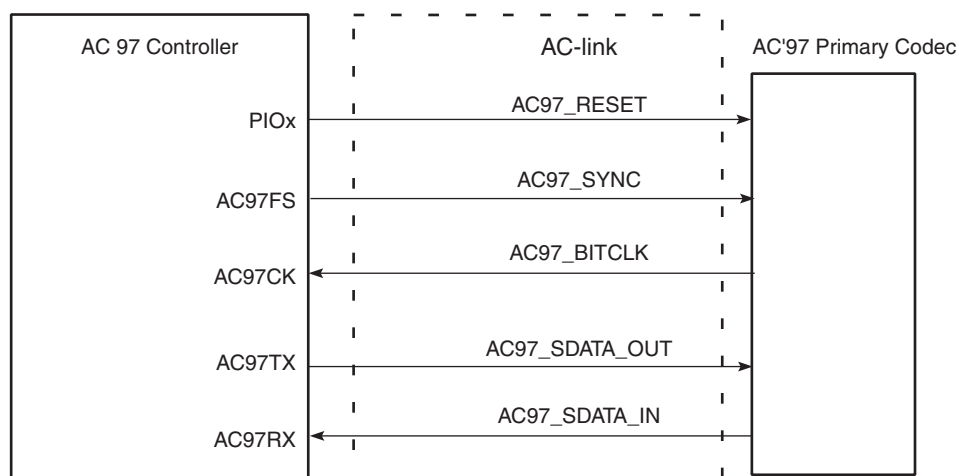 AC 97 Controller
AC-link
AC'97 Primary Codec
PIOx
AC97_RESET
AC97FS
AC97_SYNC
AC97CK
AC97_BITCLK
AC97TX
AC97_SDATA_OUT
AC97RX
AC97_SDATA_IN